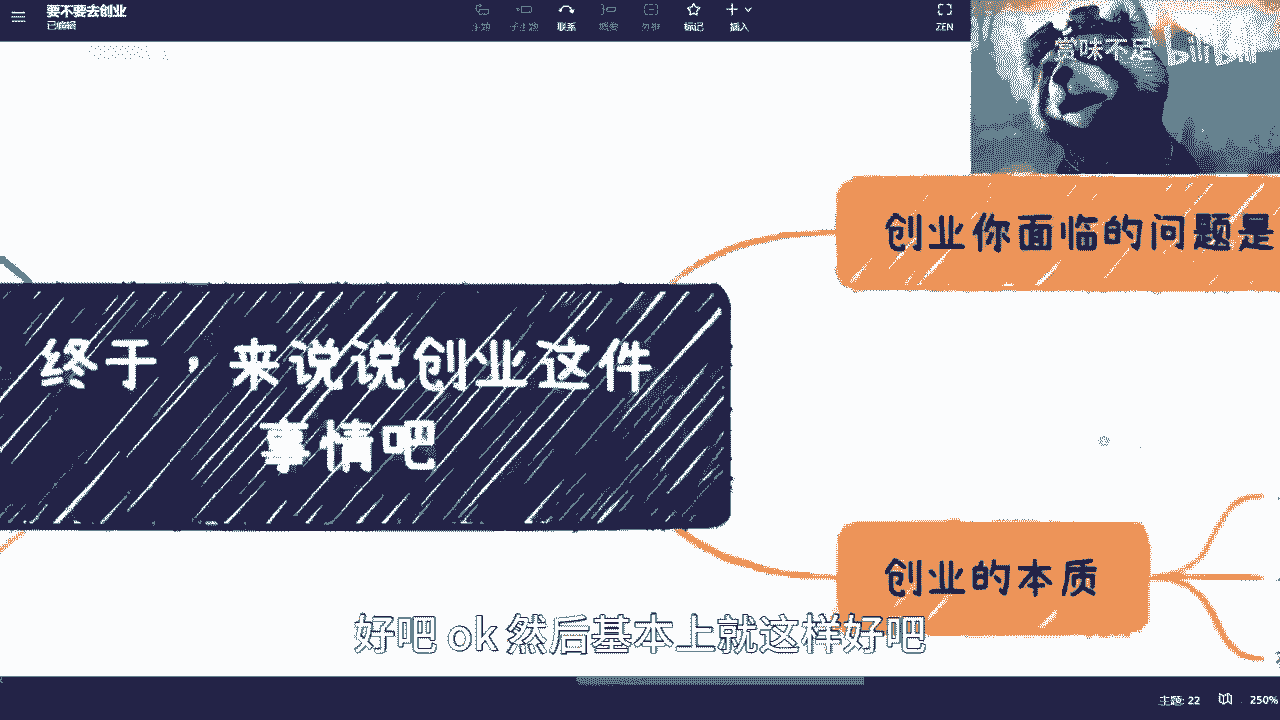 要不要去创业
已编辑
主题
子主题
联系
概要
外框
标记
插入
ZEN
赏味不足 bilibili
创业你面临的问题是
终于，来说说创业这件
事情吧
创业的本质
好吧 ok 然后基本上就这样好吧
主题: 22
250%